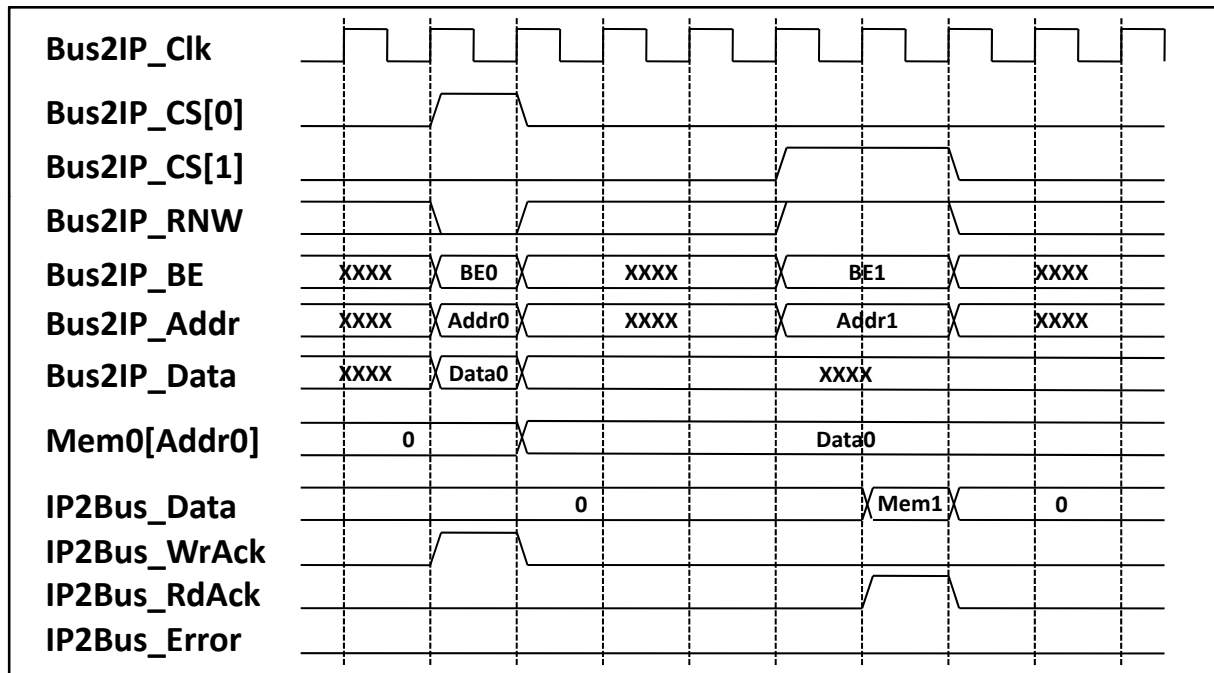 Bus2IP_Clk
Bus2IP_CS[0]
Bus2IP_CS[1]
Bus2IP_RNW
Bus2IP_BE XXXX BE0 XXXX BE1 XXXX
Bus2IP_Addr XXXX Addr0 XXXX Addr1 XXXX
Bus2IP_Data XXXX Data0 XXXX
Mem0[Addr0] 0 Data0
IP2Bus_Data 0 Mem1 0
IP2Bus_WrAck
IP2Bus_RdAck
IP2Bus_Error